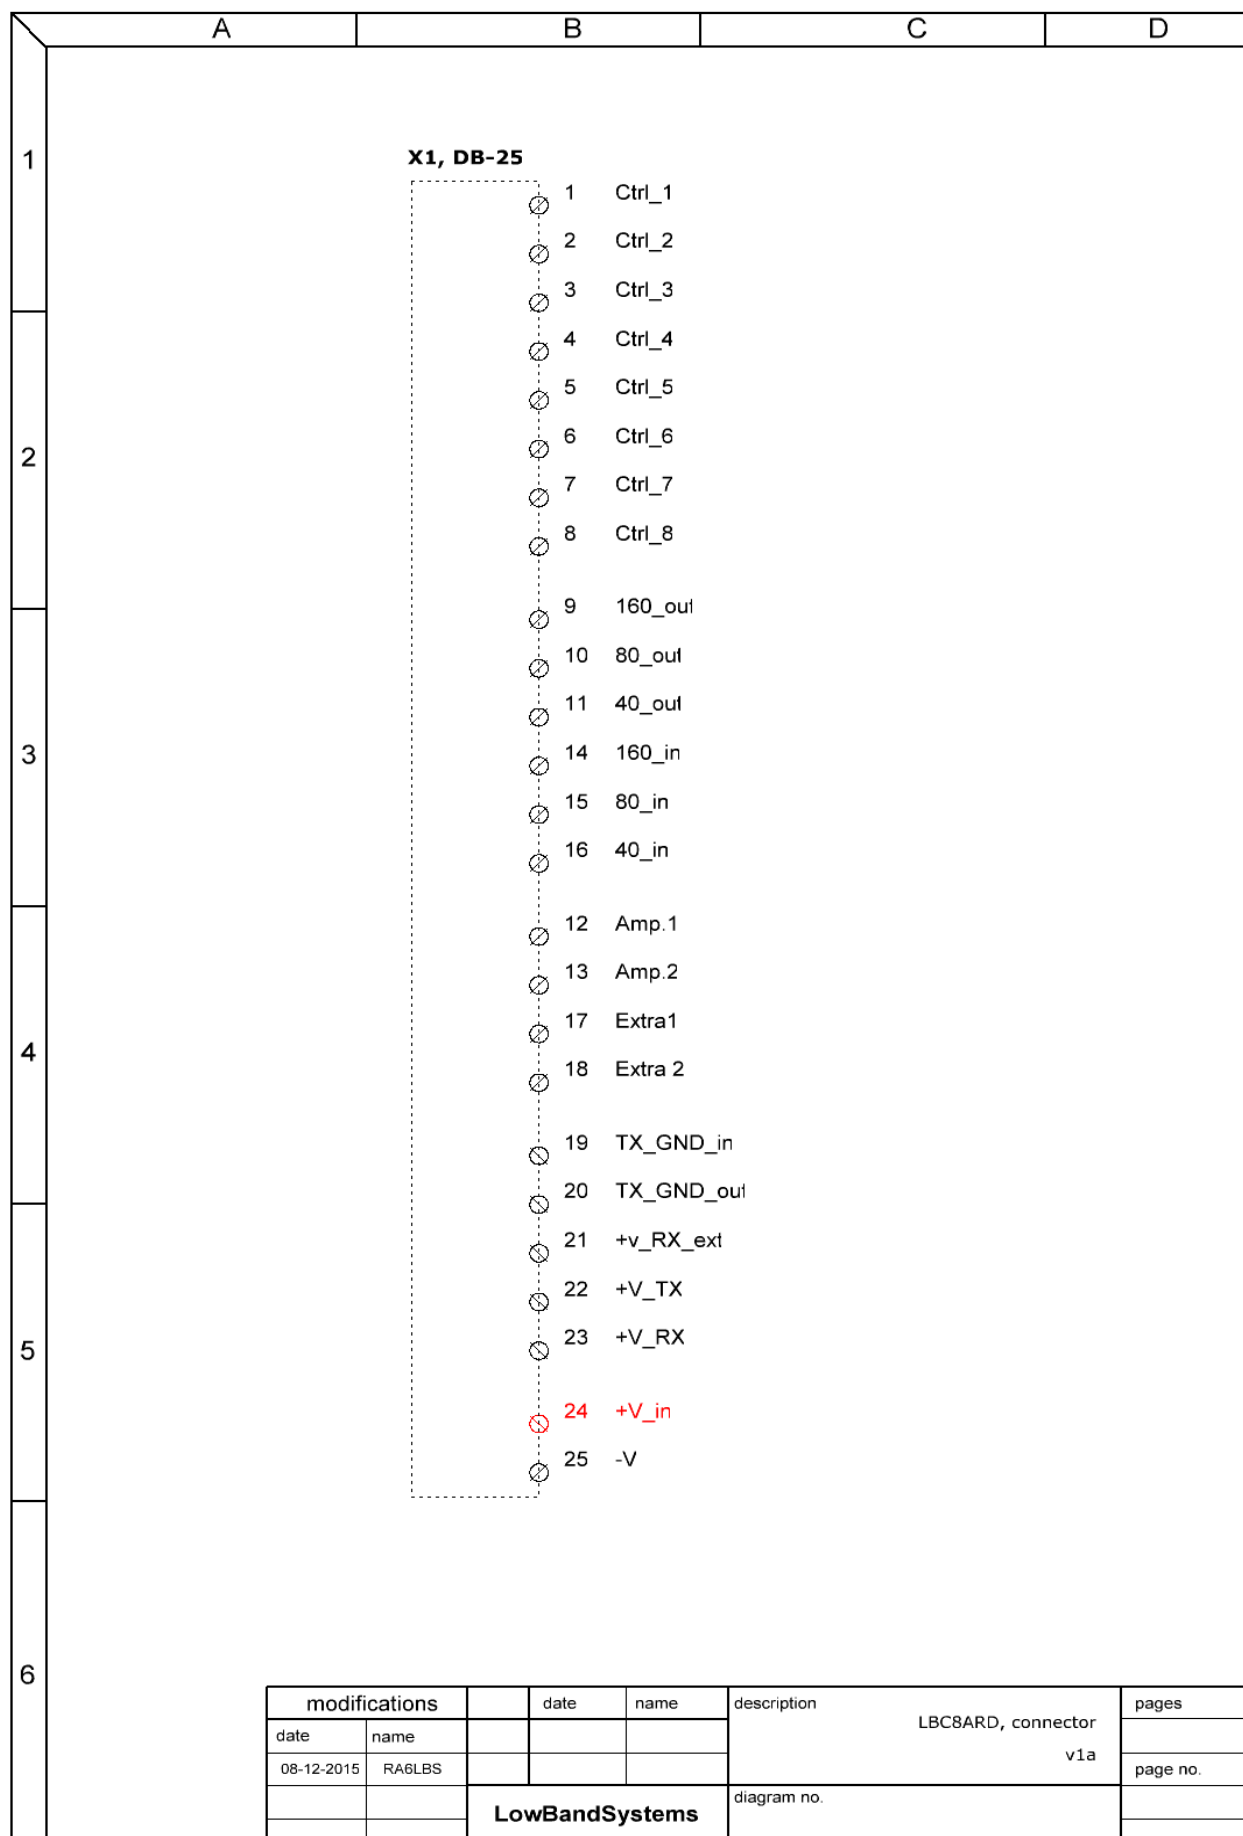 A B C D
1
X1, DB-25
1 Ctrl_1
2 Ctrl_2
3 Ctrl_3
4 Ctrl_4
5 Ctrl_5
6 Ctrl_6
2
7 Ctrl_7
8 Ctrl_8
9 160_out
10 80_out
11 40_out
3
14 160_in
15 80_in
16 40_in
12 Amp.1
13 Amp.2
17 Extra1
4
18 Extra 2
19 TX_GND_in
20 TX_GND_out
21 +v_RX_ext
22 +V_TX
23 +V_RX
5
24 +V_in
25 -V
6
modifications date name description pages
LBC8ARD, connector
date name
v1a
08-12-2015 RA6LBS page no.
diagram no.
LowBandSystems